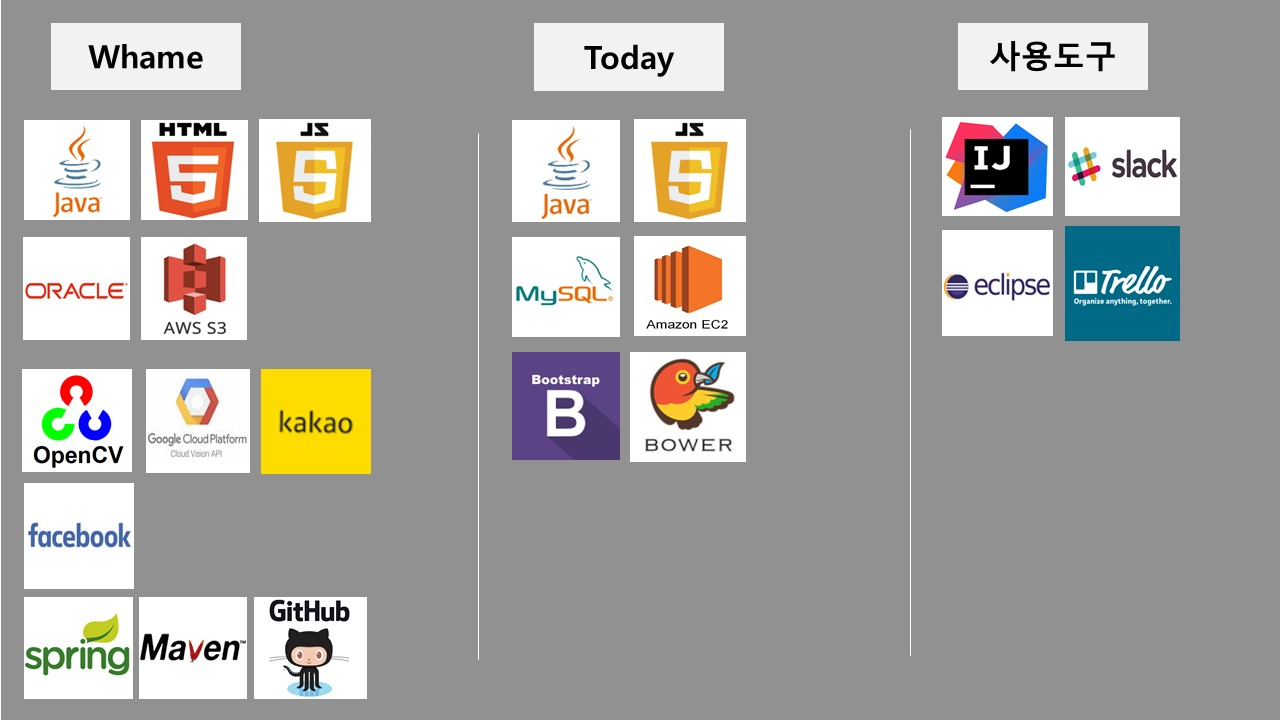 Whame
Today
사용도구
Java
HTML
5
JS
5
Java
JS
5
IJ
slack
ORACLE
AWS S3
MySQL
Amazon EC2
eclipse
Trello
Organize anything, together.
OpenCV
Google Cloud Platform
Cloud Vision API
kakao
Bootstrap
B
BOWER
facebook
spring
Maven™
GitHub